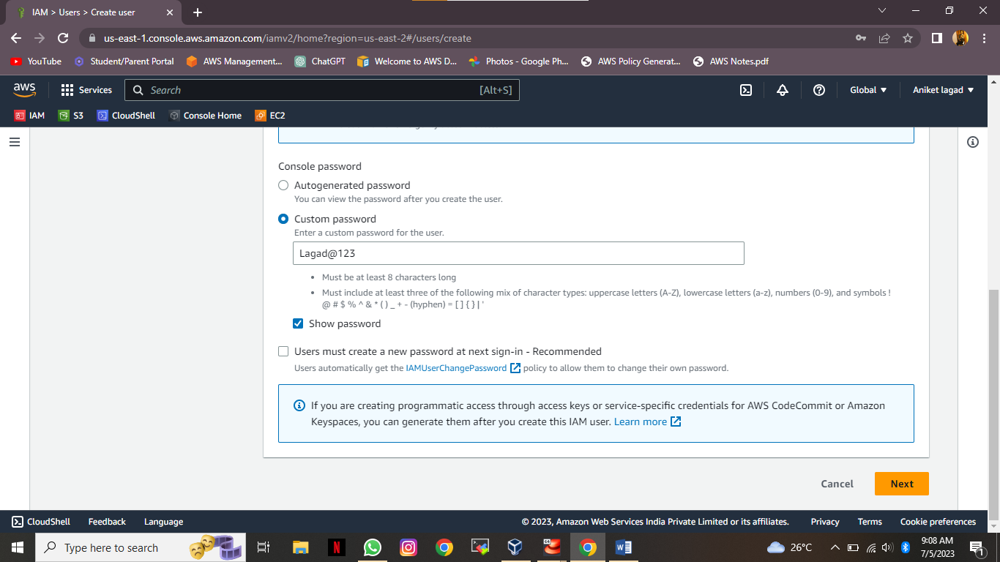 IAM > Users > Create user
us-east-1.console.aws.amazon.com/iamv2/home?region=us-east-2#/users/create
YouTube Student/Parent Portal AWS Management... ChatGPT Welcome to AWS D... Photos - Google Ph... AWS Policy Generat... AWS Notes.pdf
aws Services Search [Alt+S] Global Aniket lagad
IAM S3 CloudShell Console Home EC2
Console password
Autogenerated password
You can view the password after you create the user.
Custom password
Enter a custom password for the user.
Lagad@123
• Must be at least 8 characters long
• Must include at least three of the following mix of character types: uppercase letters (A-Z), lowercase letters (a-z), numbers (0-9), and symbols !
@ # $ % ^ & * ( ) _ + - (hyphen) = [ ] { } | '
Show password
Users must create a new password at next sign-in - Recommended
Users automatically get the IAMUserChangePassword policy to allow them to change their own password.
If you are creating programmatic access through access keys or service-specific credentials for AWS CodeCommit or Amazon
Keyspaces, you can generate them after you create this IAM user. Learn more
Cancel Next
CloudShell Feedback Language © 2023, Amazon Web Services India Private Limited or its affiliates. Privacy Terms Cookie preferences
Type here to search 26°C 9:08 AM
7/5/2023 1